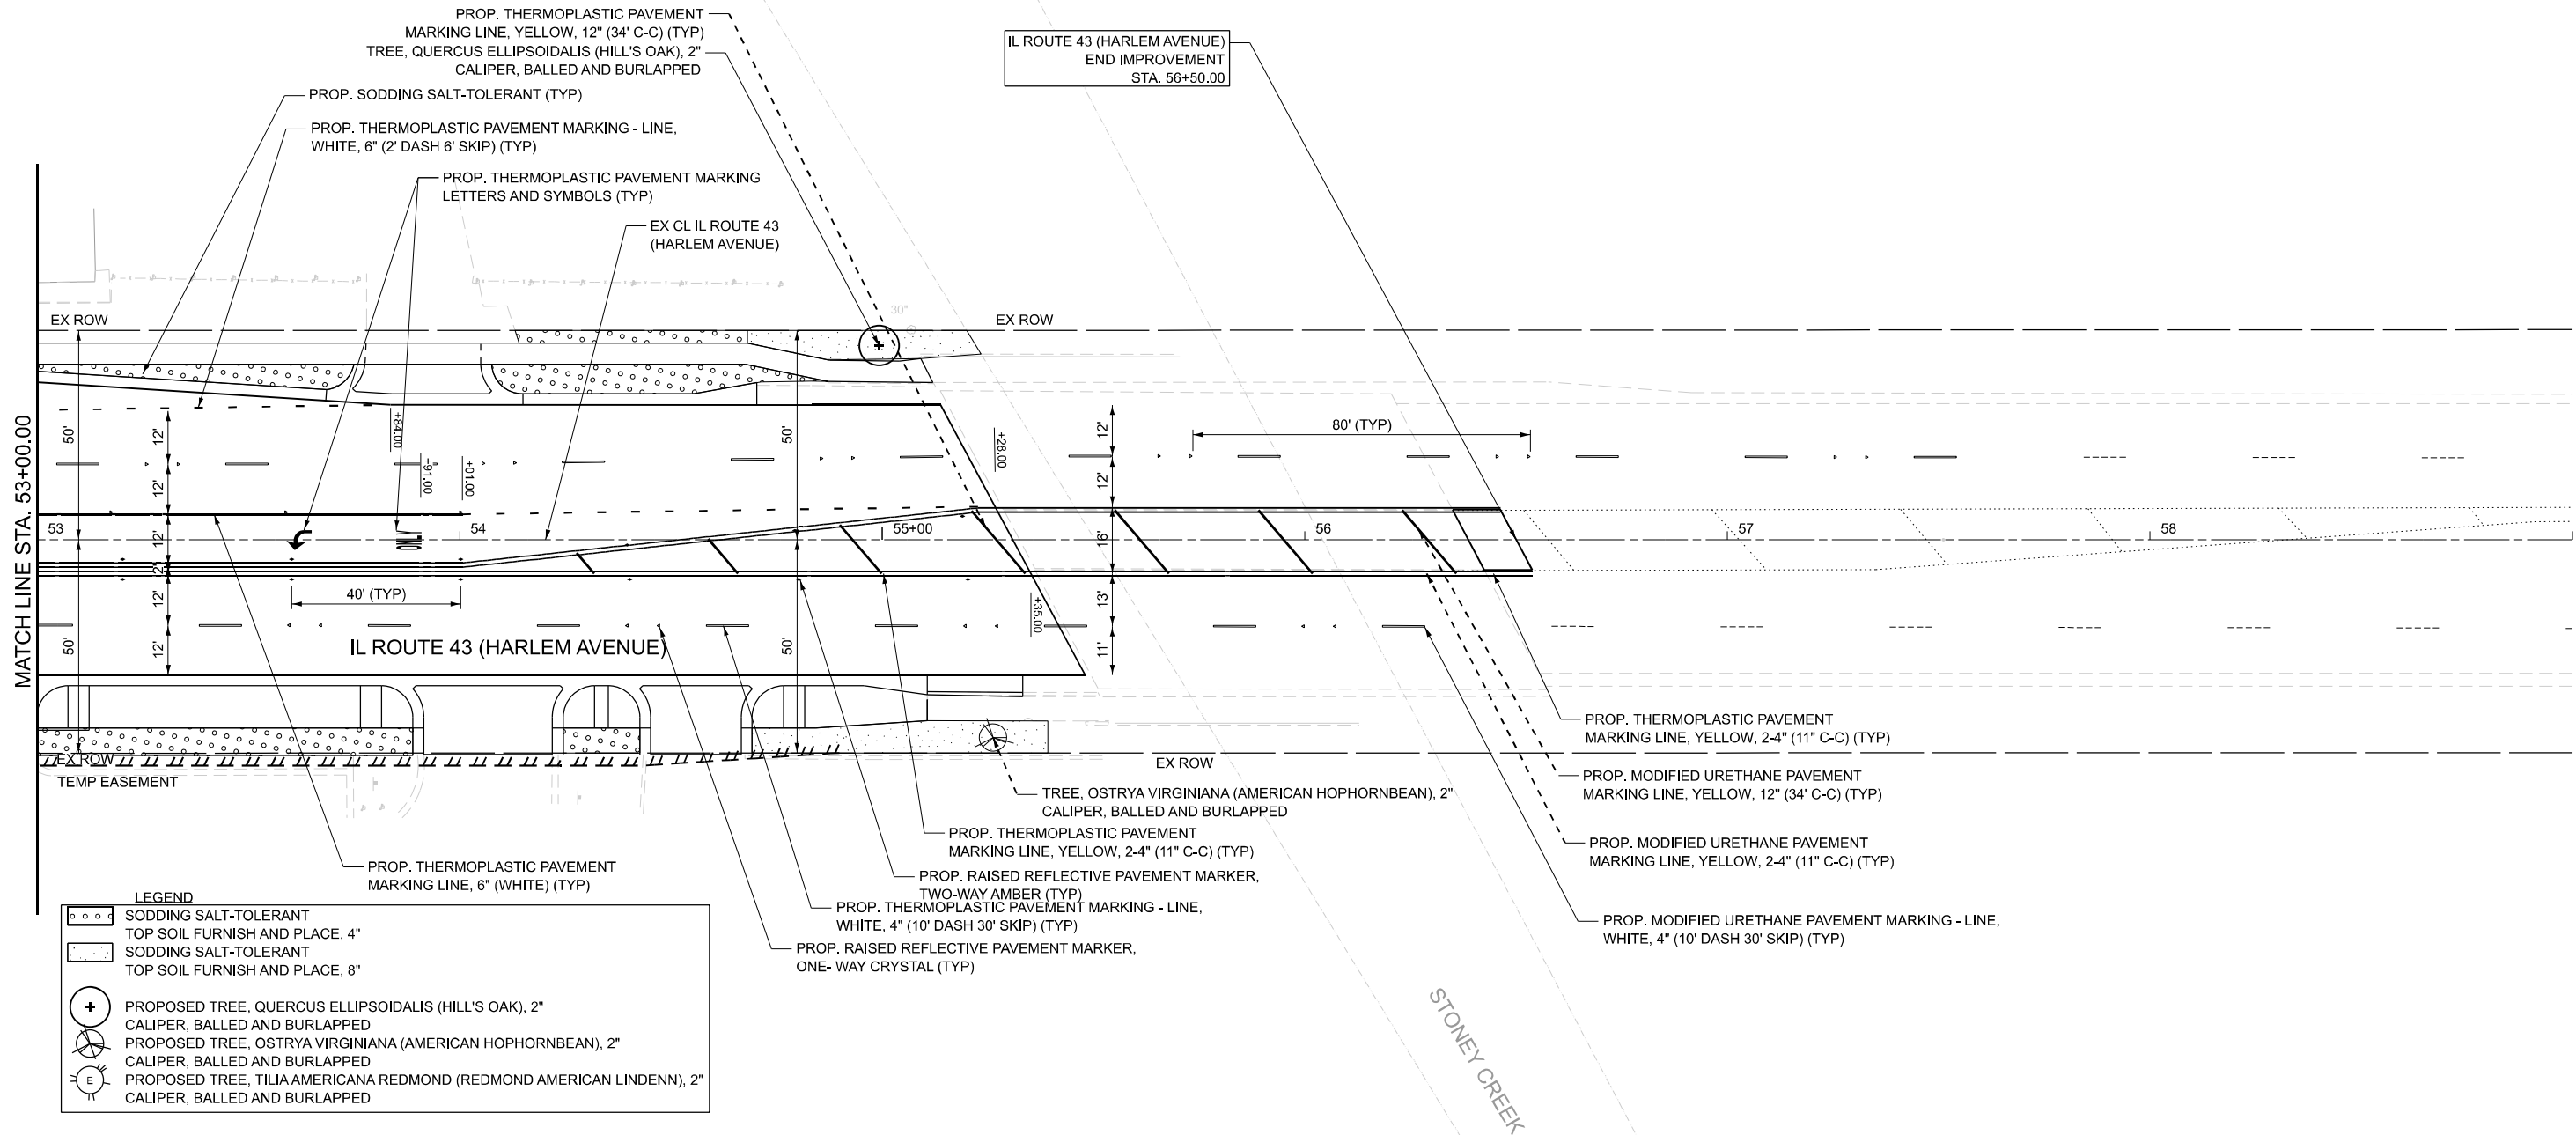 PROP. THERMOPLASTIC PAVEMENT
MARKING LINE, YELLOW, 12" (34' C-C) (TYP)
TREE, QUERCUS ELLIPSOIDALIS (HILL'S OAK), 2"
CALIPER, BALLED AND BURLAPPED
IL ROUTE 43 (HARLEM AVENUE)
END IMPROVEMENT
STA. 56+50.00
PROP. SODDING SALT-TOLERANT (TYP)
PROP. THERMOPLASTIC PAVEMENT MARKING - LINE,
WHITE, 6" (2' DASH 6' SKIP) (TYP)
PROP. THERMOPLASTIC PAVEMENT MARKING
LETTERS AND SYMBOLS (TYP)
EX CL IL ROUTE 43
(HARLEM AVENUE)
30"
EX ROW
EX ROW
MATCH LINE STA. 53+00.00
50'
12'
+84.00
50'
12'
80' (TYP)
+91.00
+01.00
+28.00
12'
12'
53
54
55+00
56
57
58
12'
16'
2'
40' (TYP)
12'
13'
+35.00
50'
12'
IL ROUTE 43 (HARLEM AVENUE)
50'
11'
EX ROW
TEMP EASEMENT
EX ROW
PROP. THERMOPLASTIC PAVEMENT
MARKING LINE, YELLOW, 2-4" (11" C-C) (TYP)
PROP. MODIFIED URETHANE PAVEMENT
MARKING LINE, YELLOW, 12" (34' C-C) (TYP)
TREE, OSTRYA VIRGINIANA (AMERICAN HOPHORNBEAN), 2"
CALIPER, BALLED AND BURLAPPED
PROP. THERMOPLASTIC PAVEMENT
MARKING LINE, YELLOW, 2-4" (11" C-C) (TYP)
PROP. MODIFIED URETHANE PAVEMENT
MARKING LINE, YELLOW, 2-4" (11" C-C) (TYP)
PROP. THERMOPLASTIC PAVEMENT
MARKING LINE, 6" (WHITE) (TYP)
PROP. RAISED REFLECTIVE PAVEMENT MARKER,
TWO-WAY AMBER (TYP)
PROP. THERMOPLASTIC PAVEMENT MARKING - LINE,
WHITE, 4" (10' DASH 30' SKIP) (TYP)
PROP. MODIFIED URETHANE PAVEMENT MARKING - LINE,
WHITE, 4" (10' DASH 30' SKIP) (TYP)
PROP. RAISED REFLECTIVE PAVEMENT MARKER,
ONE- WAY CRYSTAL (TYP)
LEGEND
SODDING SALT-TOLERANT
TOP SOIL FURNISH AND PLACE, 4"
SODDING SALT-TOLERANT
TOP SOIL FURNISH AND PLACE, 8"
PROPOSED TREE, QUERCUS ELLIPSOIDALIS (HILL'S OAK), 2"
CALIPER, BALLED AND BURLAPPED
PROPOSED TREE, OSTRYA VIRGINIANA (AMERICAN HOPHORNBEAN), 2"
CALIPER, BALLED AND BURLAPPED
E
PROPOSED TREE, TILIA AMERICANA REDMOND (REDMOND AMERICAN LINDENN), 2"
CALIPER, BALLED AND BURLAPPED
STONEY CREEK